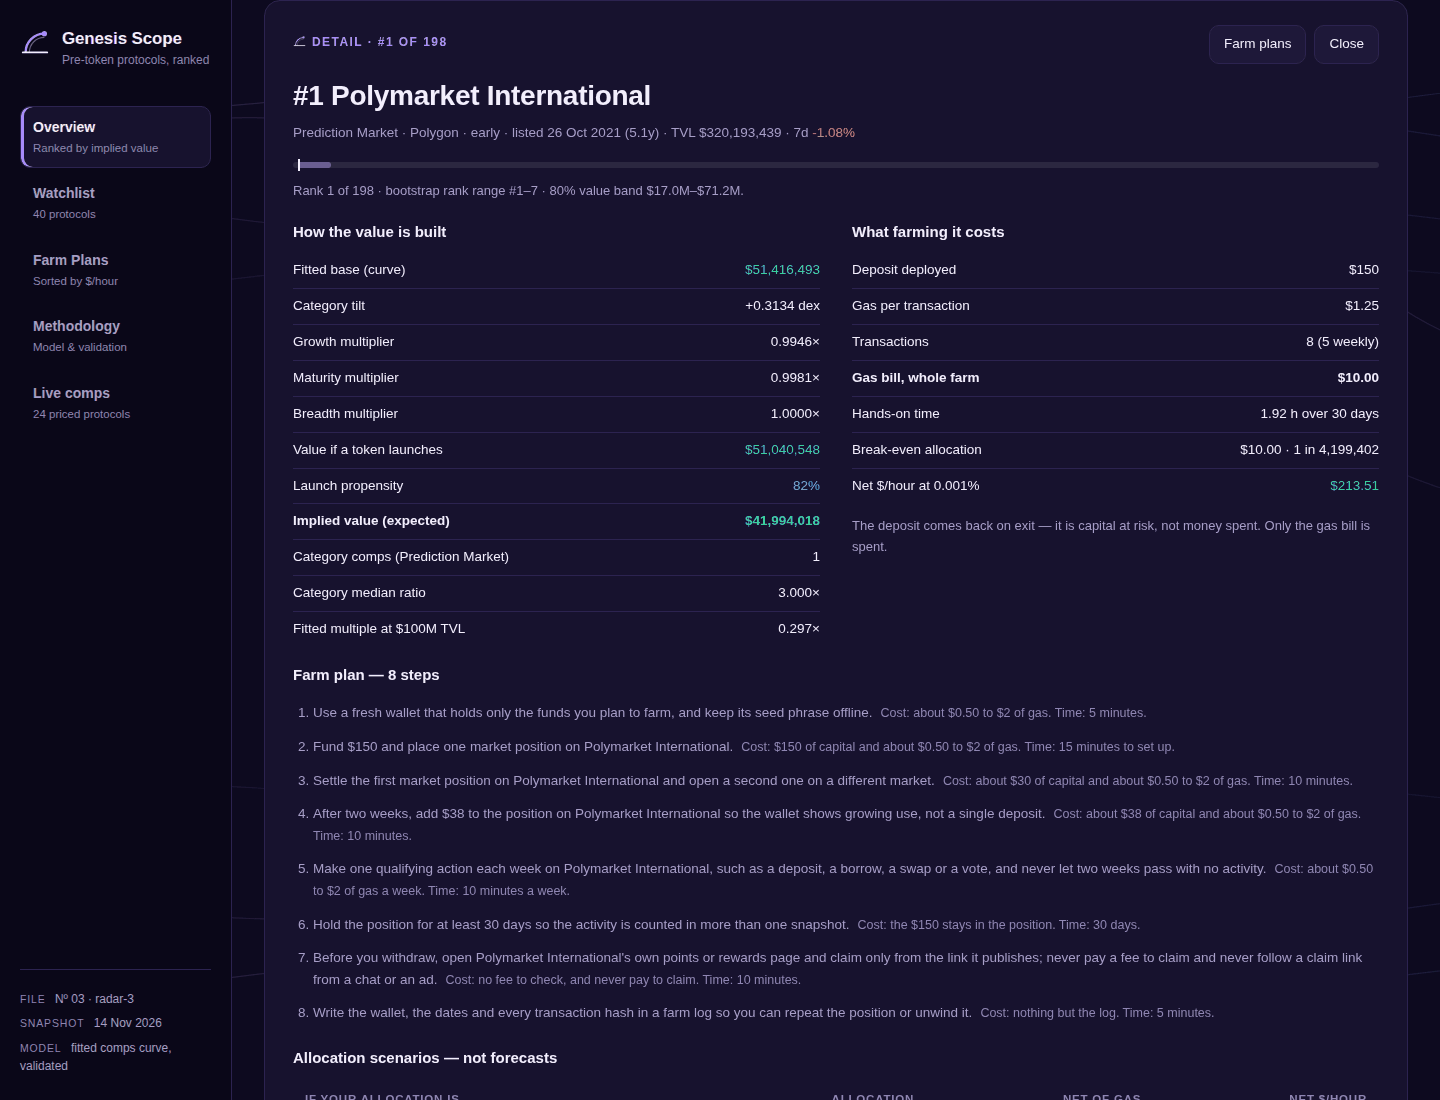 Genesis Scope
Pre-token protocols, ranked
Overview
Ranked by implied value
Watchlist
40 protocols
Farm Plans
Sorted by $/hour
Methodology
Model & validation
Live comps
24 priced protocols
FILE Nº 03 · radar-3
SNAPSHOT 14 Nov 2026
MODEL fitted comps curve,
validated
DETAIL · #1 OF 198
Farm plans
Close
#1 Polymarket International
Prediction Market · Polygon · early · listed 26 Oct 2021 (5.1y) · TVL $320,193,439 · 7d -1.08%
Rank 1 of 198 · bootstrap rank range #1–7 · 80% value band $17.0M–$71.2M.
How the value is built
Fitted base (curve) $51,416,493
Category tilt +0.3134 dex
Growth multiplier 0.9946×
Maturity multiplier 0.9981×
Breadth multiplier 1.0000×
Value if a token launches $51,040,548
Launch propensity 82%
Implied value (expected) $41,994,018
Category comps (Prediction Market) 1
Category median ratio 3.000×
Fitted multiple at $100M TVL 0.297×
What farming it costs
Deposit deployed $150
Gas per transaction $1.25
Transactions 8 (5 weekly)
Gas bill, whole farm $10.00
Hands-on time 1.92 h over 30 days
Break-even allocation $10.00 · 1 in 4,199,402
Net $/hour at 0.001% $213.51
The deposit comes back on exit — it is capital at risk, not money spent. Only the gas bill is
spent.
Farm plan — 8 steps
1. Use a fresh wallet that holds only the funds you plan to farm, and keep its seed phrase offline. Cost: about $0.50 to $2 of gas. Time: 5 minutes.
2. Fund $150 and place one market position on Polymarket International. Cost: $150 of capital and about $0.50 to $2 of gas. Time: 15 minutes to set up.
3. Settle the first market position on Polymarket International and open a second one on a different market. Cost: about $30 of capital and about $0.50 to $2 of gas. Time: 10 minutes.
4. After two weeks, add $38 to the position on Polymarket International so the wallet shows growing use, not a single deposit. Cost: about $38 of capital and about $0.50 to $2 of gas.
Time: 10 minutes.
5. Make one qualifying action each week on Polymarket International, such as a deposit, a borrow, a swap or a vote, and never let two weeks pass with no activity. Cost: about $0.50
to $2 of gas a week. Time: 10 minutes a week.
6. Hold the position for at least 30 days so the activity is counted in more than one snapshot. Cost: the $150 stays in the position. Time: 30 days.
7. Before you withdraw, open Polymarket International's own points or rewards page and claim only from the link it publishes; never pay a fee to claim and never follow a claim link
from a chat or an ad. Cost: no fee to check, and never pay to claim. Time: 10 minutes.
8. Write the wallet, the dates and every transaction hash in a farm log so you can repeat the position or unwind it. Cost: nothing but the log. Time: 5 minutes.
Allocation scenarios — not forecasts
IF YOUR ALLOCATION IS ALLOCATION NET OF GAS NET $/HOUR